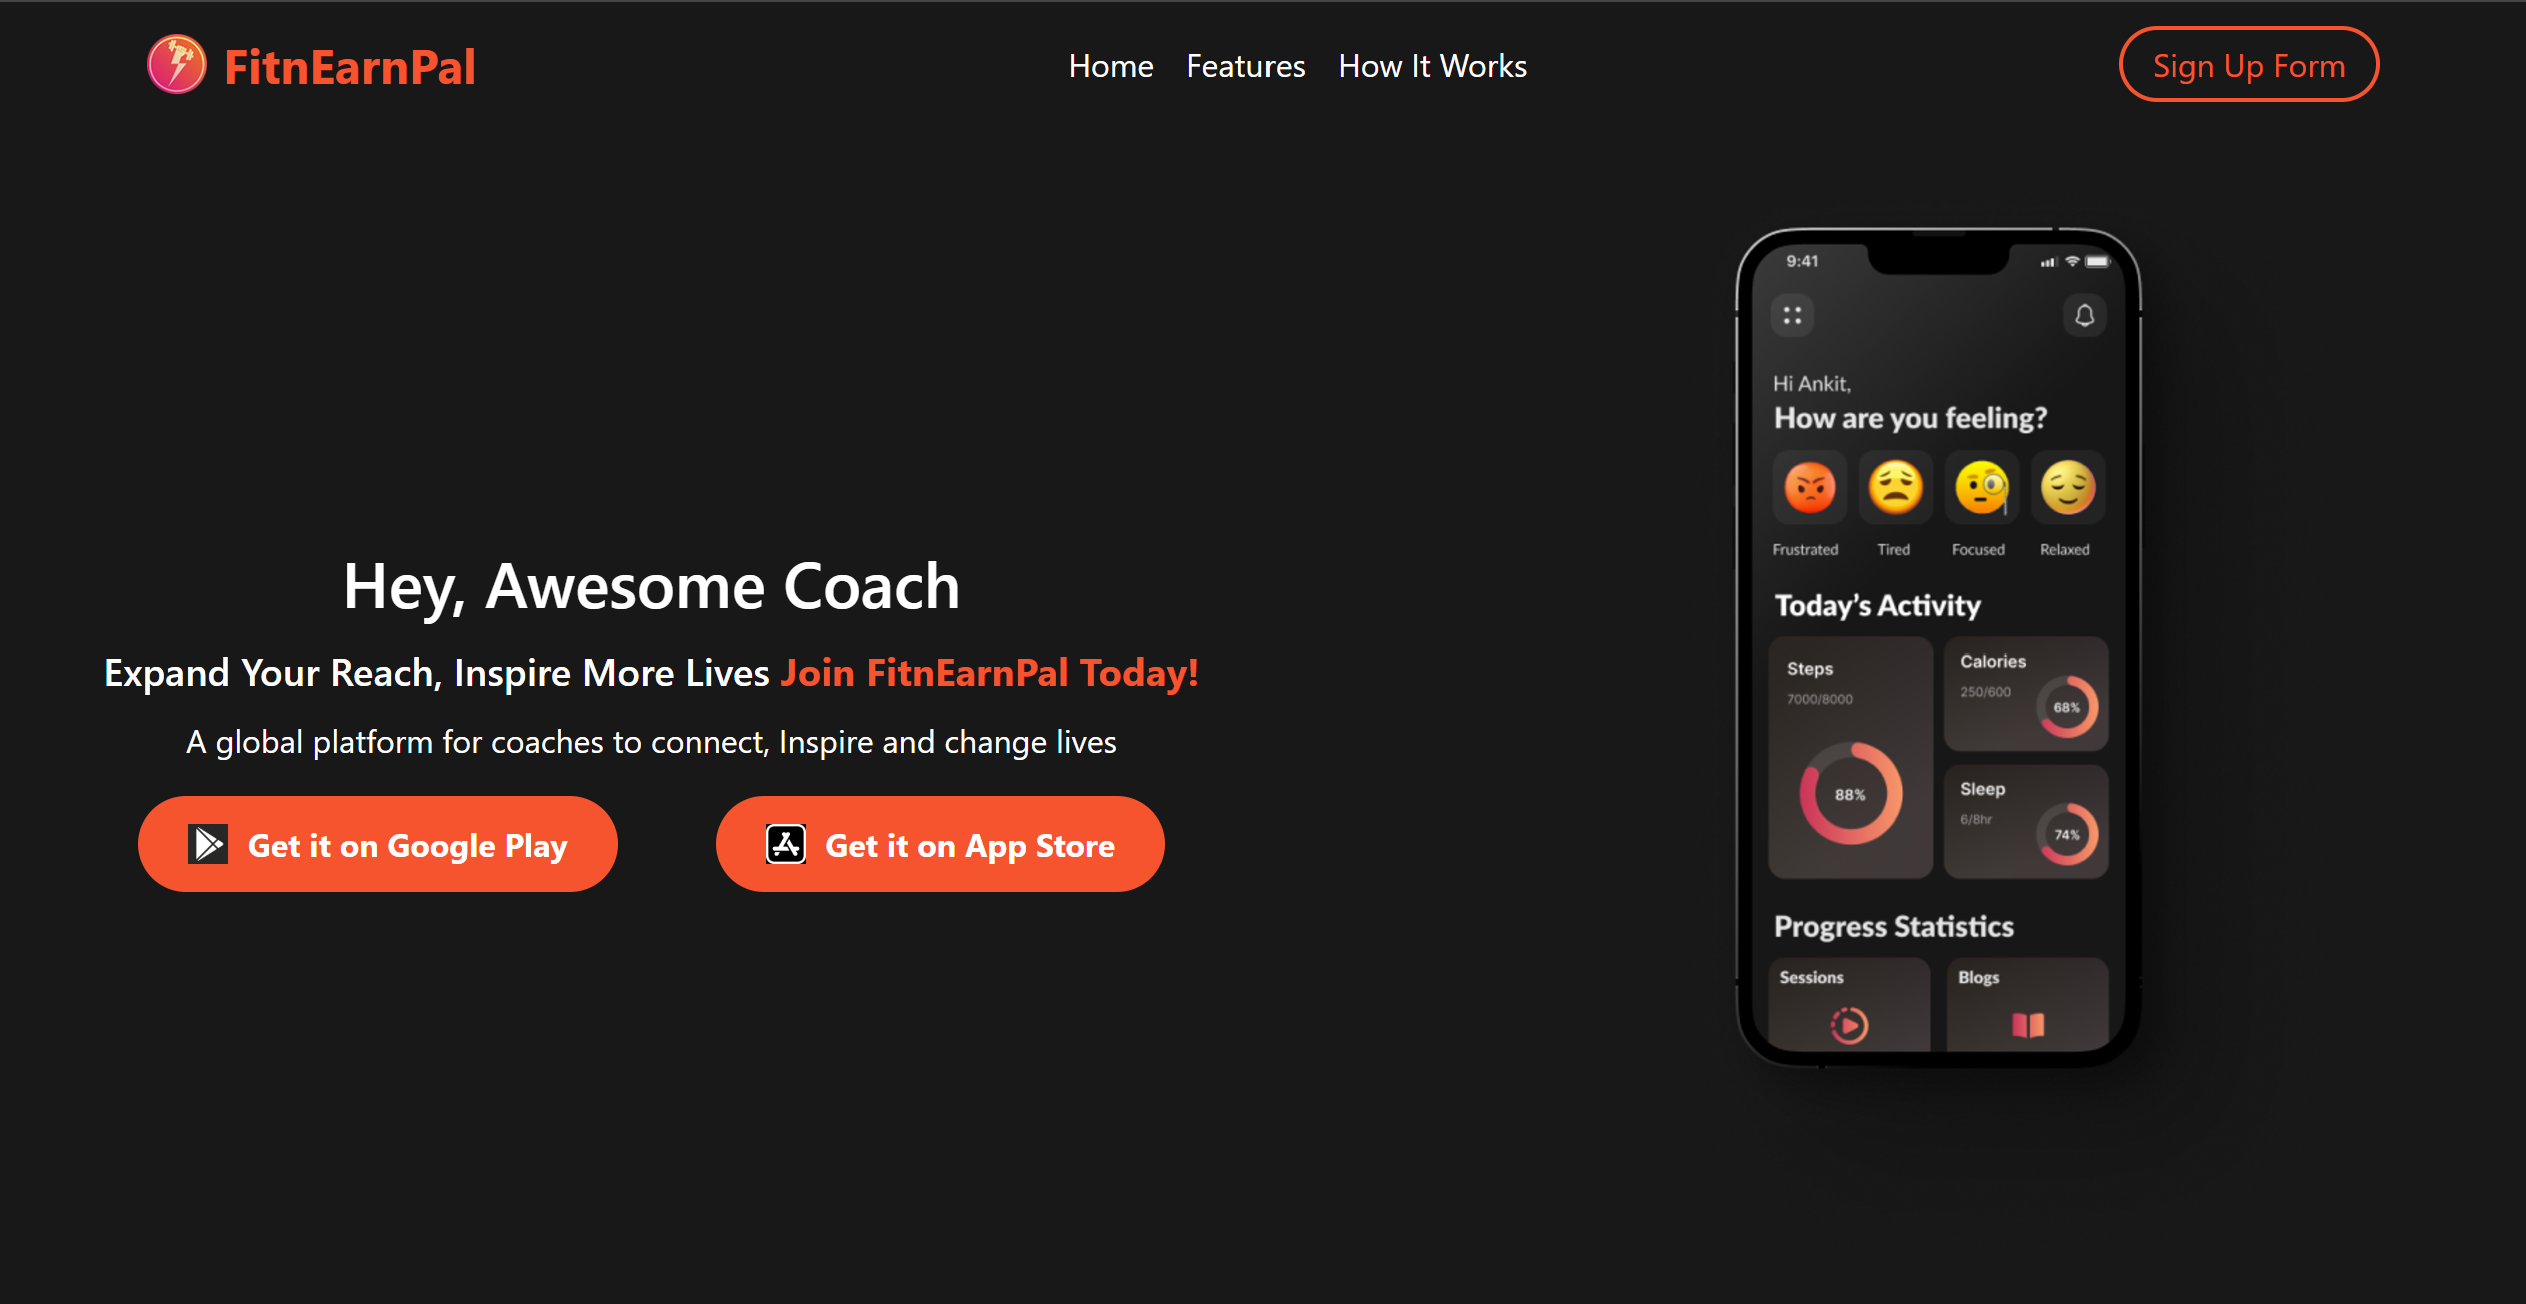 FitnEarnPal
Home Features How It Works
Sign Up Form
Hey, Awesome Coach
Expand Your Reach, Inspire More Lives Join FitnEarnPal Today!
A global platform for coaches to connect, Inspire and change lives
Get it on Google Play
Get it on App Store
9:41
Hi Ankit,
How are you feeling?
Frustrated Tired Focused Relaxed
Today's Activity
Steps
7000/8000
88%
Calories
250/600
68%
Sleep
6/8hr
74%
Progress Statistics
Sessions
Blogs